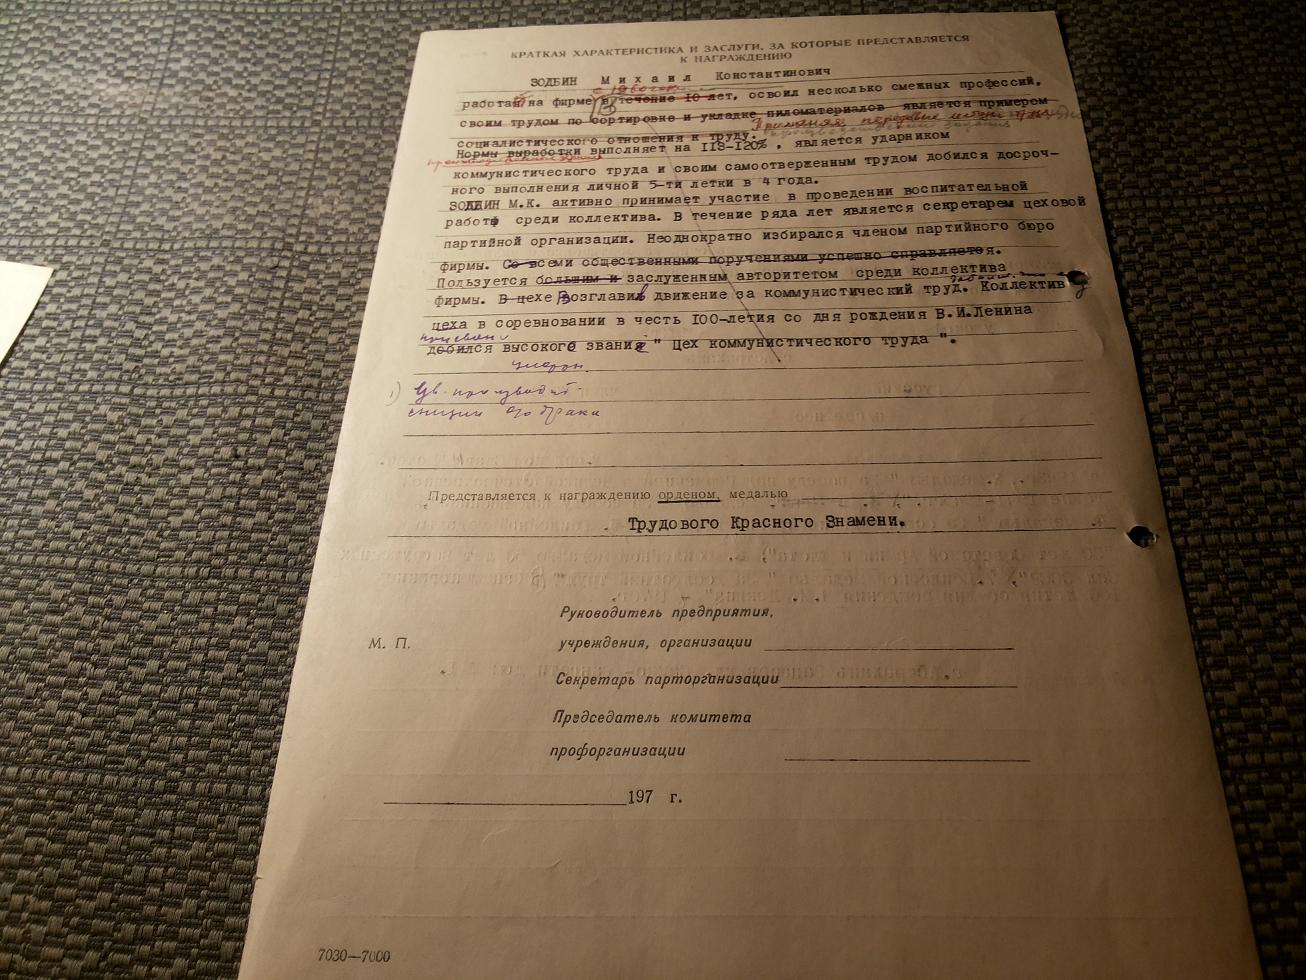 КРАТКАЯ ХАРАКТЕРИСТИКА И ЗАСЛУГИ, ЗА КОТОРЫЕ ПРЕДСТАВЛЯЕТСЯ
К НАГРАЖДЕНИЮ
ЗОДБИН Михаил Константинович
работая на фирме в течение 10 лет, освоил несколько смежных профессий,
своим трудом по сортировке и укладке пиломатериалов является примером
Применяя передовые методы труда
социалистического отношения к труду.
Нормы выработки выполняет на 118-120% , является ударником
коммунистического труда и своим самоотверженным трудом добился досроч-
ного выполнения личной 5-ти летки в 4 года.
ЗОДБИН М.К. активно принимает участие в проведении воспитательной
работы среди коллектива. В течение ряда лет является секретарем цеховой
партийной организации. Неоднократно избирался членом партийного бюро
фирмы. Со всеми общественными поручениями успешно справляется.
Пользуется большим и заслуженным авторитетом среди коллектива
фирмы. В цехе Возглавил движение за коммунистический труд. Коллектив
цеха в соревновании в честь 100-летия со дня рождения В.И.Ленина
добился высокого звания " Цех коммунистического труда ".
1)
Представляется к награждению орденом, медалью
Трудового Красного Знамени.
Руководитель предприятия,
М. П. учреждения, организации
Секретарь парторганизации
Председатель комитета
профорганизации
197 г.
7030—7000